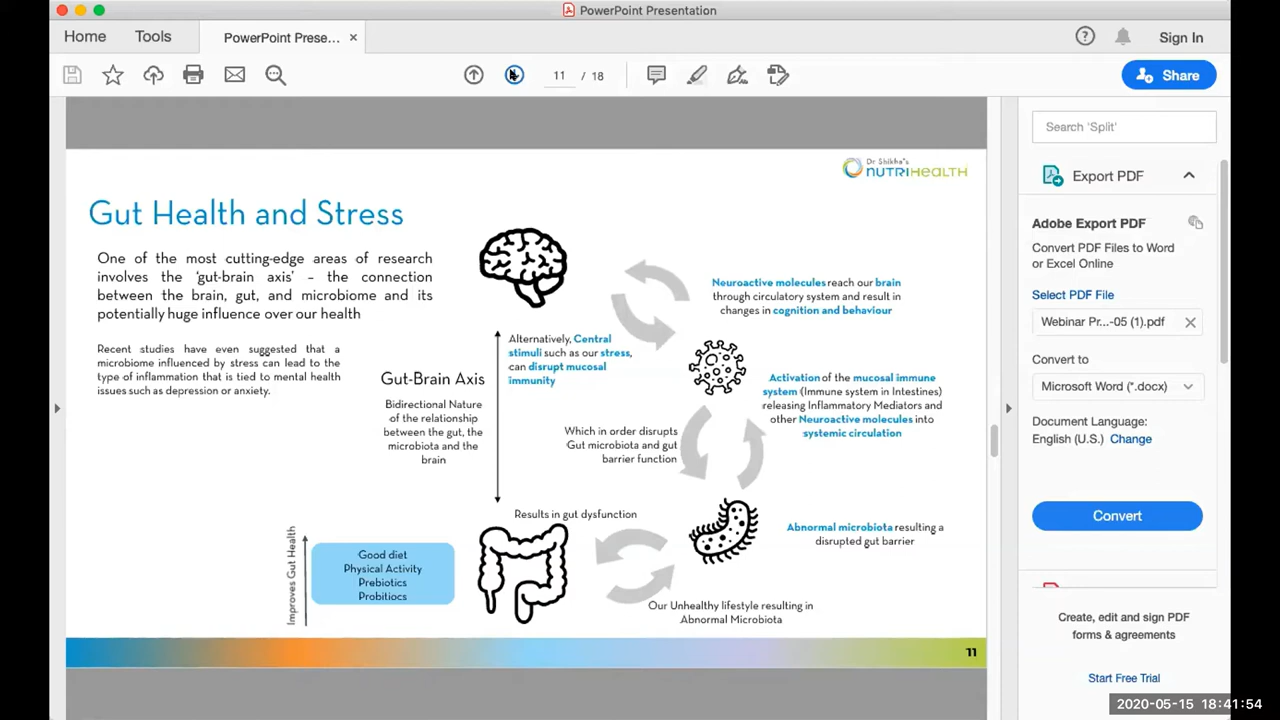 PowerPoint Presentation
Home
Tools
PowerPoint Prese...
Sign In
11 / 18
Share
Dr Shikha's
NUTRIHEALTH
Gut Health and Stress
One of the most cutting-edge areas of research
involves the 'gut-brain axis' – the connection
between the brain, gut, and microbiome and its
potentially huge influence over our health
Recent studies have even suggested that a
microbiome influenced by stress can lead to the
type of inflammation that is tied to mental health
issues such as depression or anxiety.
Gut-Brain Axis
Bidirectional Nature
of the relationship
between the gut, the
microbiota and the
brain
Alternatively, Central
stimuli such as our stress,
can disrupt mucosal
immunity
Neuroactive molecules reach our brain
through circulatory system and result in
changes in cognition and behaviour
Activation of the mucosal immune
system (Immune system in Intestines)
releasing Inflammatory Mediators and
other Neuroactive molecules into
systemic circulation
Which in order disrupts
Gut microbiota and gut
barrier function
Results in gut dysfunction
Abnormal microbiota resulting a
disrupted gut barrier
Our Unhealthy lifestyle resulting in
Abnormal Microbiota
Improves Gut Health
Good diet
Physical Activity
Prebiotics
Probitiocs
11
Search 'Split'
Export PDF
Adobe Export PDF
Convert PDF Files to Word
or Excel Online
Select PDF File
Webinar Pr...-05 (1).pdf
Convert to
Microsoft Word (*.docx)
Document Language:
English (U.S.) Change
Convert
Create, edit and sign PDF
forms & agreements
Start Free Trial
2020-05-15 18:41:54